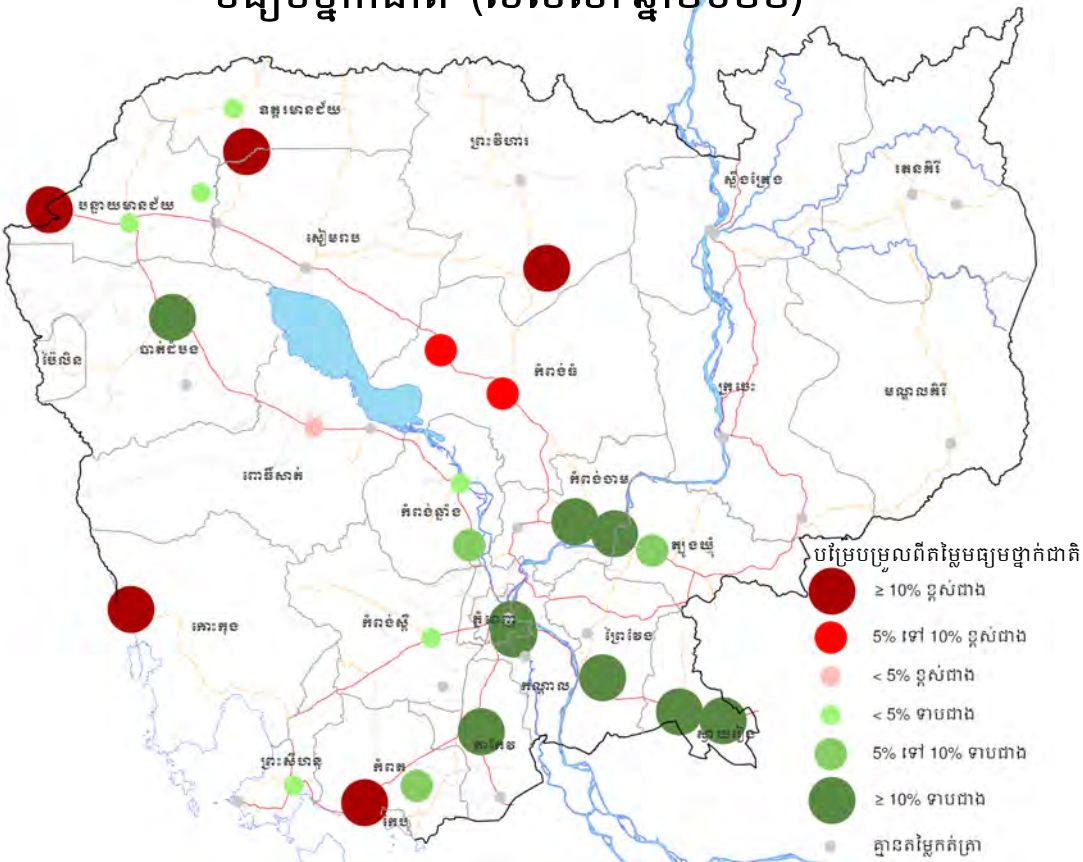 ឧត្តរមានជ័យ
ព្រះវិហារ
ស្ទឹងត្រែង
រតនគិរី
បន្ទាយមានជ័យ
សៀមរាប
ប៉ៃលិន
បាត់ដំបង
កំពង់ធំ
ក្រចេះ
មណ្ឌលគិរី
ពោធិ៍សាត់
កំពង់ចាម
កំពង់ឆ្នាំង
ត្បូងឃ្មុំ
បម្រែបម្រួលពីតម្លៃមធ្យមថ្នាក់ជាតិ
≥ 10% ខ្ពស់ជាង
កោះកុង
កំពង់ស្ពឺ
ភ្នំពេញ
ព្រៃវែង
5% ទៅ 10% ខ្ពស់ជាង
< 5% ខ្ពស់ជាង
កណ្តាល
< 5% ទាបជាង
ស្វាយរៀង
តាកែវ
5% ទៅ 10% ទាបជាង
ព្រះសីហនុ
កំពត
≥ 10% ទាបជាង
កែប
គ្មានតម្លៃកត់ត្រា